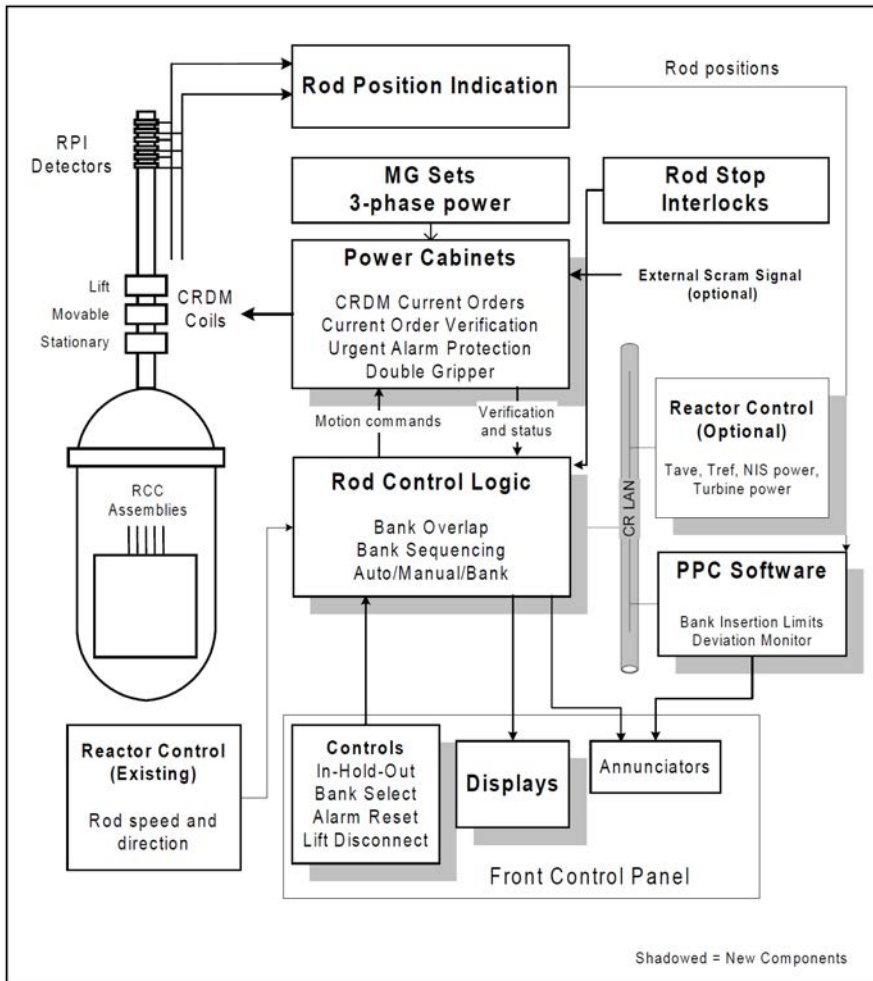 Rod Position Indication
Rod positions
RPI
Detectors
MG Sets
3-phase power
Rod Stop
Interlocks
Power Cabinets
CRDM Current Orders
Current Order Verification
Urgent Alarm Protection
Double Gripper
External Scram Signal
(optional)
Lift
Movable
Stationary
CRDM
Coils
Motion commands
Verification
and status
Reactor Control
(Optional)
Tave, Tref, NIS power,
Turbine power
Rod Control Logic
Bank Overlap
Bank Sequencing
Auto/Manual/Bank
CR LAN
RCC
Assemblies
PPC Software
Bank Insertion Limits
Deviation Monitor
Reactor Control
(Existing)
Rod speed and
direction
Controls
In-Hold-Out
Bank Select
Alarm Reset
Lift Disconnect
Displays
Annunciators
Front Control Panel
Shadowed = New Components